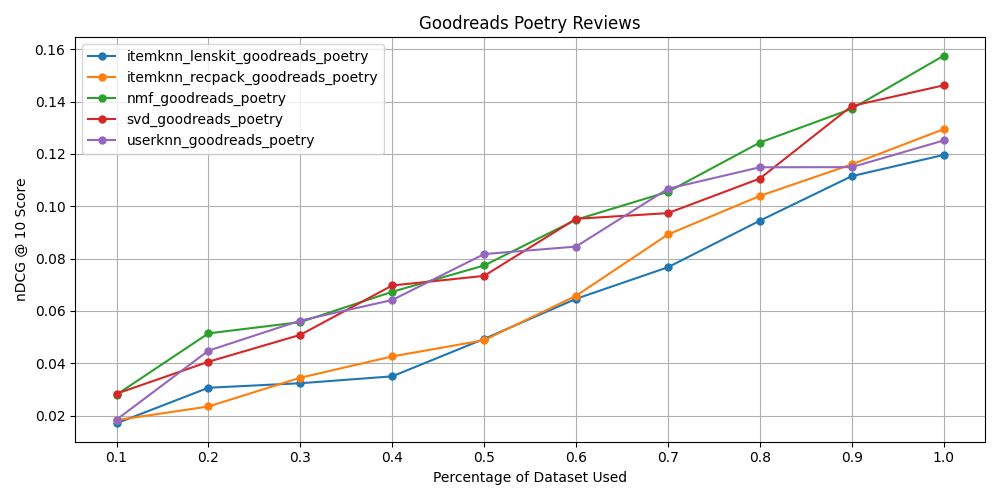 Goodreads Poetry Reviews
itemknn_lenskit_goodreads_poetry
itemknn_recpack_goodreads_poetry
nmf_goodreads_poetry
svd_goodreads_poetry
userknn_goodreads_poetry
nDCG @ 10 Score
0.16
0.14
0.12
0.10
0.08
0.06
0.04
0.02
0.1 0.2 0.3 0.4 0.5 0.6 0.7 0.8 0.9 1.0
Percentage of Dataset Used